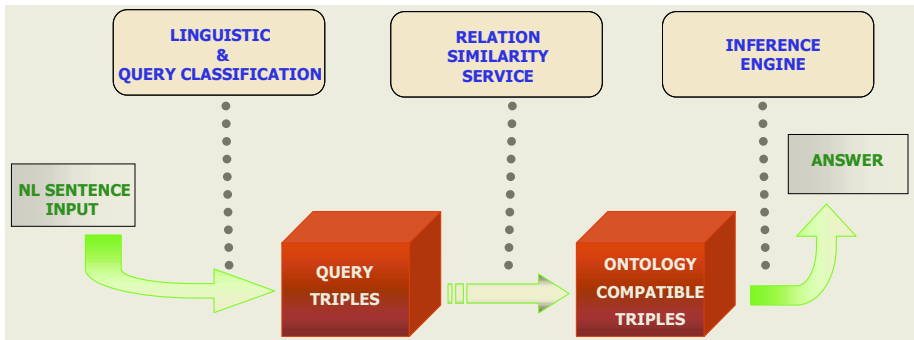 LINGUISTIC
&
QUERY CLASSIFICATION
RELATION
SIMILARITY
SERVICE
INFERENCE
ENGINE
NL SENTENCE
INPUT
ANSWER
QUERY
TRIPLES
ONTOLOGY
COMPATIBLE
TRIPLES